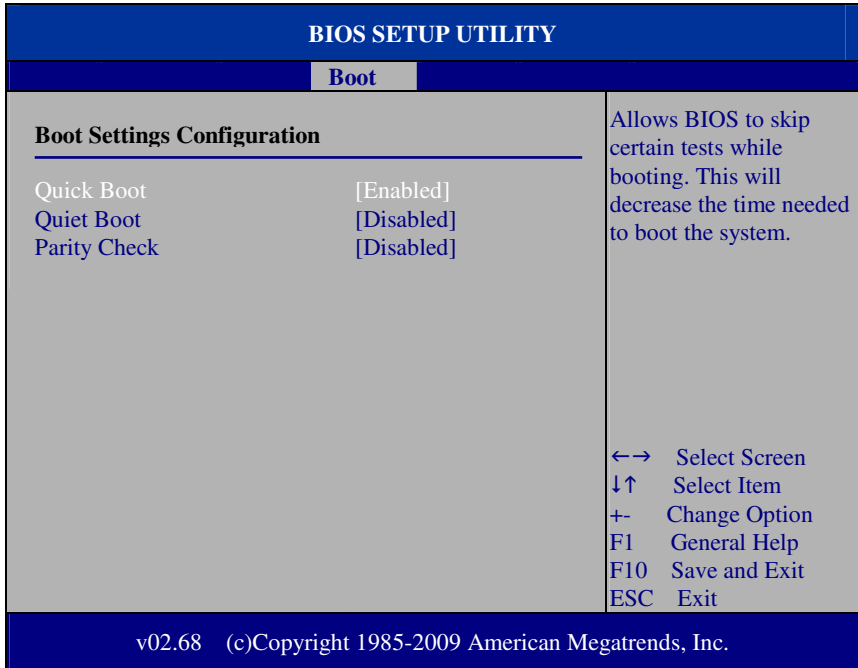 BIOS SETUP UTILITY
Boot
Boot Settings Configuration
Quick Boot [Enabled]
Quiet Boot [Disabled]
Parity Check [Disabled]
Allows BIOS to skip
certain tests while
booting. This will
decrease the time needed
to boot the system.
←→ Select Screen
↓↑ Select Item
+- Change Option
F1 General Help
F10 Save and Exit
ESC Exit
v02.68 (c)Copyright 1985-2009 American Megatrends, Inc.